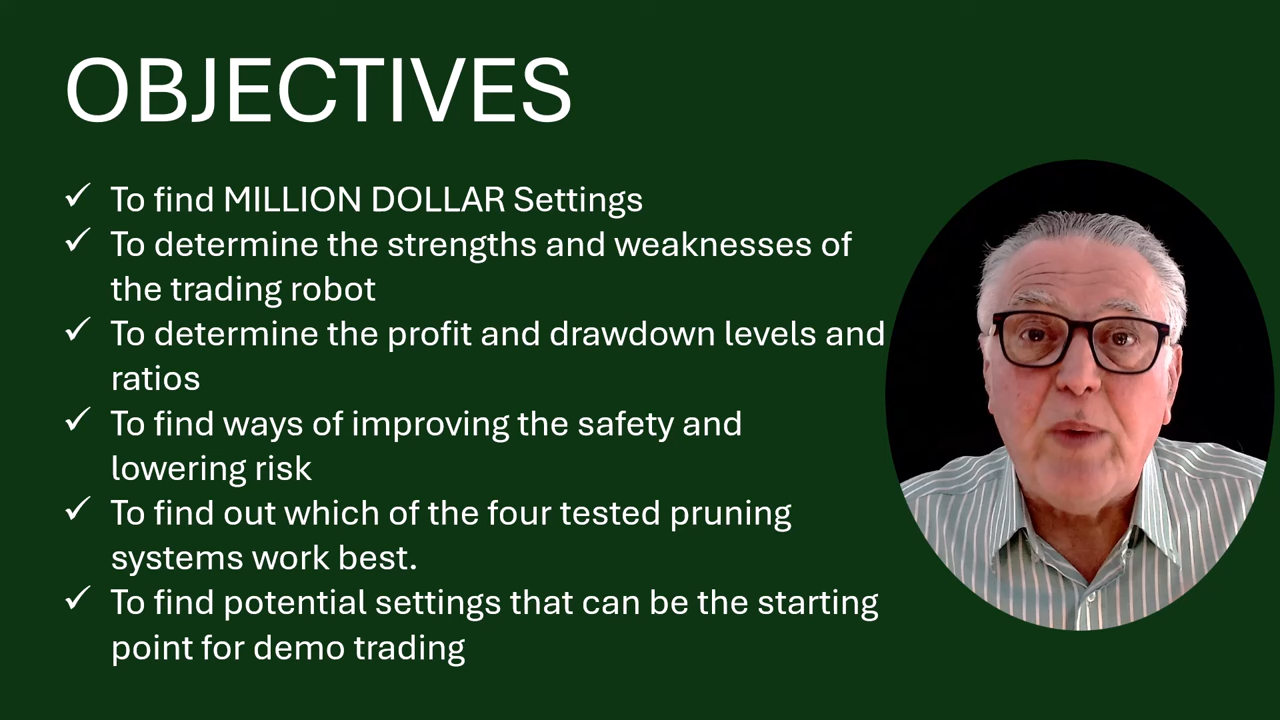 OBJECTIVES
✓ To find MILLION DOLLAR Settings
✓ To determine the strengths and weaknesses of
the trading robot
✓ To determine the profit and drawdown levels and
ratios
✓ To find ways of improving the safety and
lowering risk
✓ To find out which of the four tested pruning
systems work best.
✓ To find potential settings that can be the starting
point for demo trading